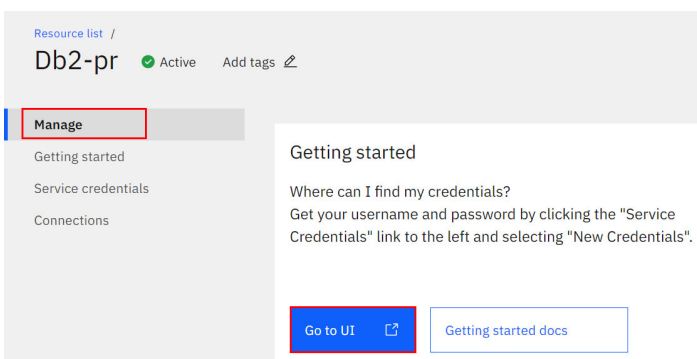 Resource list /
Db2-pr Active Add tags
Manage
Getting started
Service credentials
Connections
Getting started
Where can I find my credentials?
Get your username and password by clicking the "Service
Credentials" link to the left and selecting "New Credentials".
Go to UI
Getting started docs